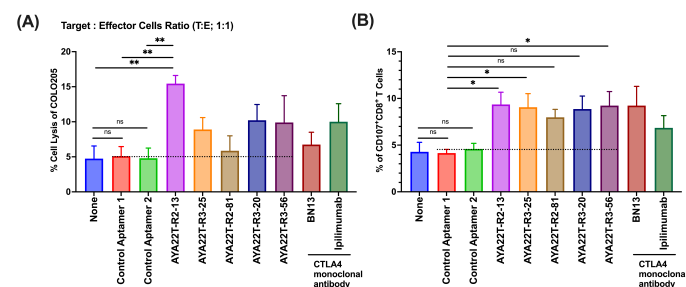 (A)
Target : Effector Cells Ratio (T:E; 1:1)
% Cell Lysis of COLO205
20
15
10
5
0
**
**
**
ns
ns
None
Control Aptamer 1
Control Aptamer 2
AYA22T-R2-13
AYA22T-R3-25
AYA22T-R2-81
AYA22T-R3-20
AYA22T-R3-56
BN13
Ipilimumab
CTLA4
monoclonal
antibody
(B)
% of CD107⁺CD8⁺ T Cells
15
10
5
0
*
ns
ns
*
*
ns
ns
None
Control Aptamer 1
Control Aptamer 2
AYA22T-R2-13
AYA22T-R3-25
AYA22T-R2-81
AYA22T-R3-20
AYA22T-R3-56
BN13
Ipilimumab
CTLA4
monoclona
antibody